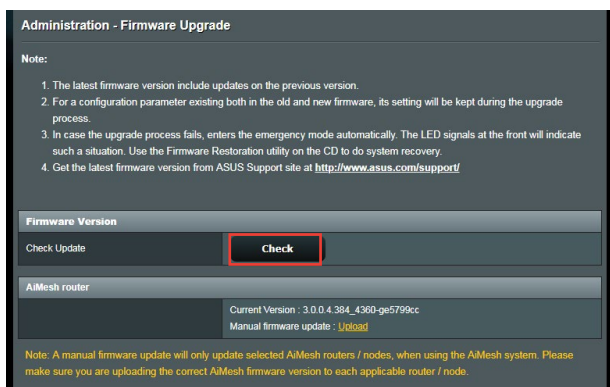 Administration - Firmware Upgrade
Note:
1. The latest firmware version include updates on the previous version.
2. For a configuration parameter existing both in the old and new firmware, its setting will be kept during the upgrade
process.
3. In case the upgrade process fails, enters the emergency mode automatically. The LED signals at the front will indicate
such a situation. Use the Firmware Restoration utility on the CD to do system recovery.
4. Get the latest firmware version from ASUS Support site at http://www.asus.com/support/
Firmware Version
Check Update Check
AiMesh router
Current Version : 3.0.0.4.384_4360-ge5799cc
Manual firmware update : Upload
Note: A manual firmware update will only update selected AiMesh routers / nodes, when using the AiMesh system. Please
make sure you are uploading the correct AiMesh firmware version to each applicable router / node.